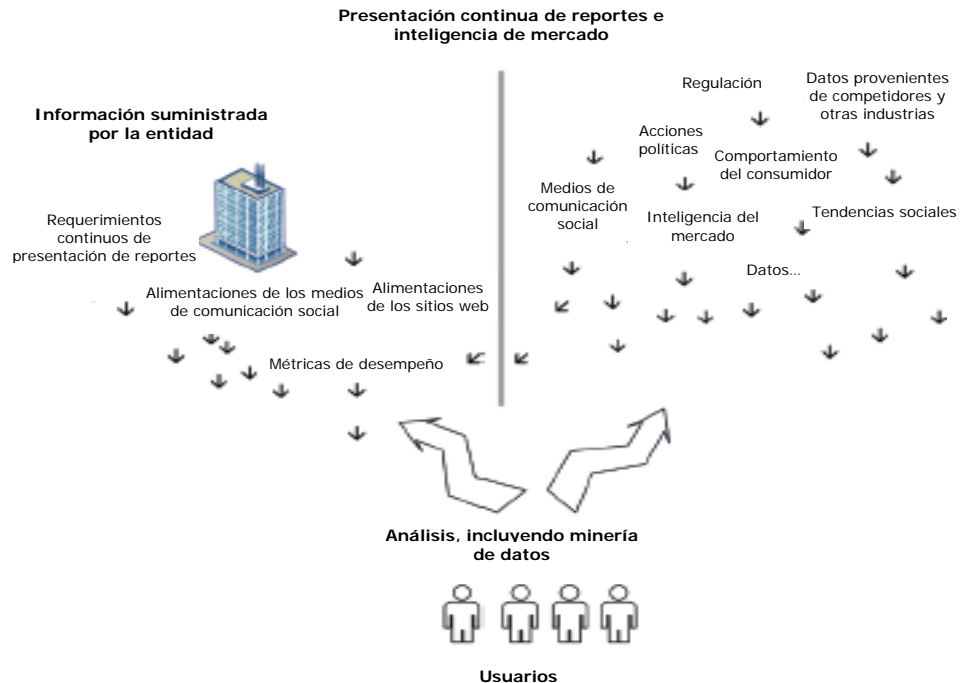 Presentación continua de reportes e
inteligencia de mercado
Información suministrada
por la entidad
Requerimientos
continuos de
presentación de reportes
Alimentaciones de los medios
de comunicación social
Alimentaciones
de los sitios web
Métricas de desempeño
Regulación
Datos provenientes
de competidores y
otras industrias
Acciones
políticas
Comportamiento
del consumidor
Medios de
comunicación
social
Inteligencia del
mercado
Tendencias sociales
Datos...
Análisis, incluyendo minería
de datos
Usuarios